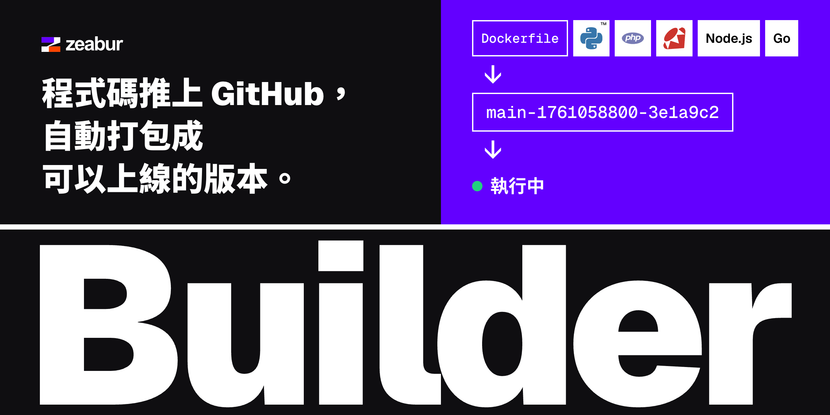 zeabur
程式碼推上 GitHub，
自動打包成
可以上線的版本。
Dockerfile
TM
php
Node.js
Go
main-1761058800-3e1a9c2
執行中
Builder